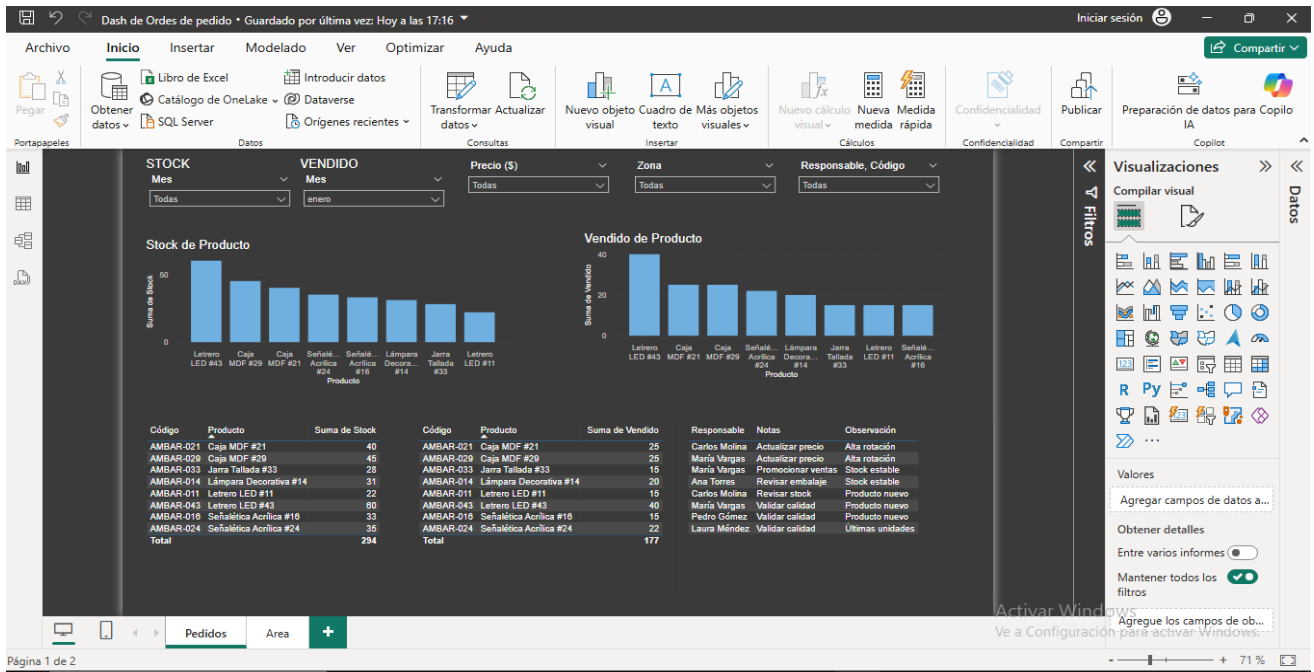 Dash de Ordes de pedido • Guardado por última vez: Hoy a las 17:16
Iniciar sesión
Archivo Inicio Insertar Modelado Ver Optimizar Ayuda
Compartir
Pegar
Portapapeles
Obtener datos
Libro de Excel
Catálogo de OneLake
SQL Server
Introducir datos
Dataverse
Orígenes recientes
Datos
Transformar datos
Actualizar
Consultas
Nuevo objeto visual
Cuadro de texto
Más objetos visuales
Insertar
Nuevo cálculo visual
Nueva medida
Medida rápida
Cálculos
Confidencialidad
Confidencialidad
Publicar
Compartir
Preparación de datos para IA
Copilo
Copilot
STOCK
Mes
Todas
VENDIDO
Mes
enero
Precio ($)
Todas
Zona
Todas
Responsable, Código
Todas
Stock de Producto
Suma de Stock
50
0
Letrero LED #43
Caja MDF #29
Caja MDF #21
Señalé... Acrílica #24
Señalé... Acrílica #16
Lámpara Decora... #14
Jarra Tallada #33
Letrero LED #11
Producto
Vendido de Producto
Suma de Vendido
40
20
0
Letrero LED #43
Caja MDF #21
Caja MDF #29
Señalé... Acrílica #24
Lámpara Decora... #14
Jarra Tallada #33
Letrero LED #11
Señalé... Acrílica #16
Producto
Código Producto Suma de Stock
AMBAR-021 Caja MDF #21 40
AMBAR-029 Caja MDF #29 45
AMBAR-033 Jarra Tallada #33 28
AMBAR-014 Lámpara Decorativa #14 31
AMBAR-011 Letrero LED #11 22
AMBAR-043 Letrero LED #43 60
AMBAR-016 Señalética Acrílica #16 33
AMBAR-024 Señalética Acrílica #24 35
Total 294
Código Producto Suma de Vendido
AMBAR-021 Caja MDF #21 25
AMBAR-029 Caja MDF #29 25
AMBAR-033 Jarra Tallada #33 15
AMBAR-014 Lámpara Decorativa #14 20
AMBAR-011 Letrero LED #11 15
AMBAR-043 Letrero LED #43 40
AMBAR-016 Señalética Acrílica #16 15
AMBAR-024 Señalética Acrílica #24 22
Total 177
Responsable Notas Observación
Carlos Molina Actualizar precio Alta rotación
María Vargas Actualizar precio Alta rotación
María Vargas Promocionar ventas Stock estable
Ana Torres Revisar embalaje Stock estable
Carlos Molina Revisar stock Producto nuevo
María Vargas Validar calidad Producto nuevo
Pedro Gómez Validar calidad Producto nuevo
Laura Méndez Validar calidad Últimas unidades
Filtros
Visualizaciones
Compilar visual
123
R Py
Valores
Agregar campos de datos a...
Obtener detalles
Entre varios informes
Mantener todos los
filtros
Agregue los campos de ob...
Datos
Activar Windows
Ve a Configuración para activar Windows.
Pedidos Area +
Página 1 de 2
- + 71 %